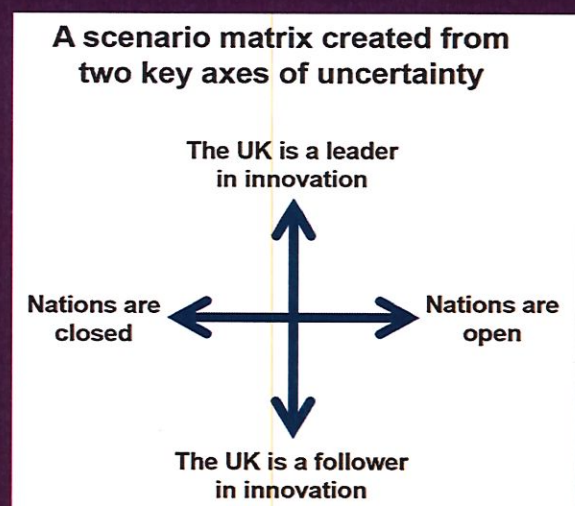 A scenario matrix created from
two key axes of uncertainty
The UK is a leader
in innovation
Nations are
closed
Nations are
open
The UK is a follower
in innovation